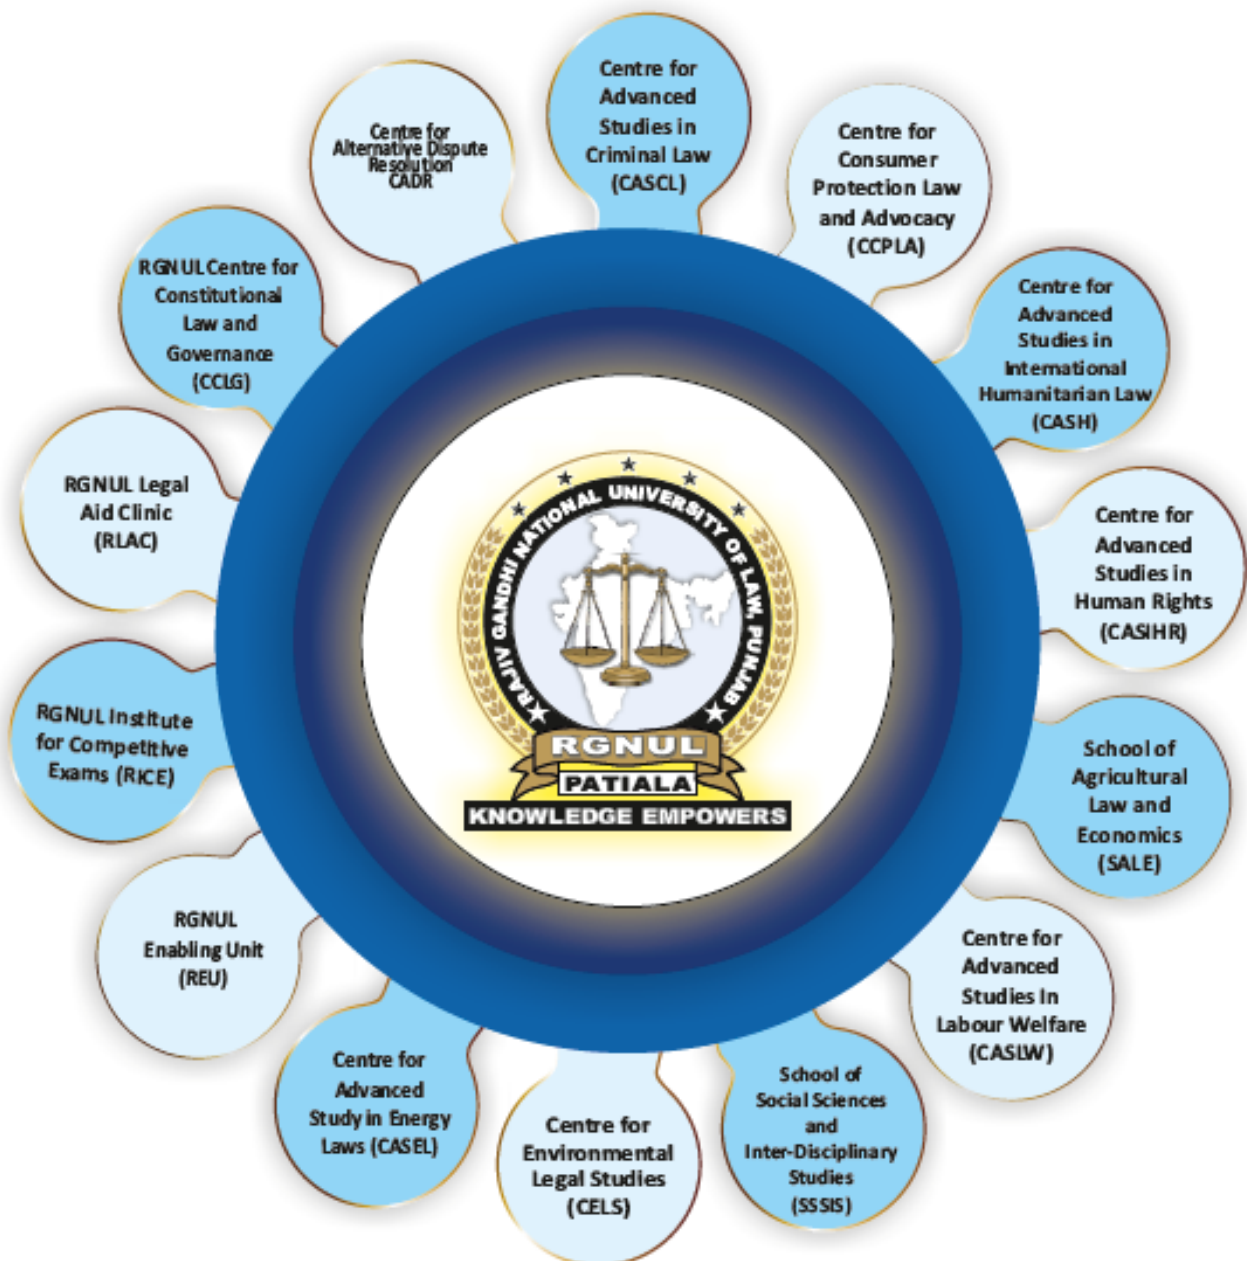 Centre for
Advanced
Studies in
Criminal Law
(CASCL)
Centre for
Consumer
Protection Law
and Advocacy
(CCPLA)
Centre for
Advanced
Studies in
International
Humanitarian Law
(CASH)
Centre for
Advanced
Studies in
Human Rights
(CASIHR)
School of
Agricultural
Law and
Economics
(SALE)
Centre for
Advanced
Studies In
Labour Welfare
(CASLW)
School of
Social Sciences
and
Inter-Disciplinary
Studies
(SSSIS)
Centre for
Environmental
Legal Studies
(CELS)
Centre for
Advanced
Study in Energy
Laws (CASEL)
RGNUL
Enabling Unit
(REU)
RGNUL Institute
for Competitive
Exams (RICE)
RGNUL Legal
Aid Clinic
(RLAC)
RGNUL Centre for
Constitutional
Law and
Governance
(CCLG)
Centre for
Alternative Dispute
Resolution
CADR
RAJIV GANDHI NATIONAL UNIVERSITY OF LAW, PUNJAB
RGNUL
PATIALA
KNOWLEDGE EMPOWERS